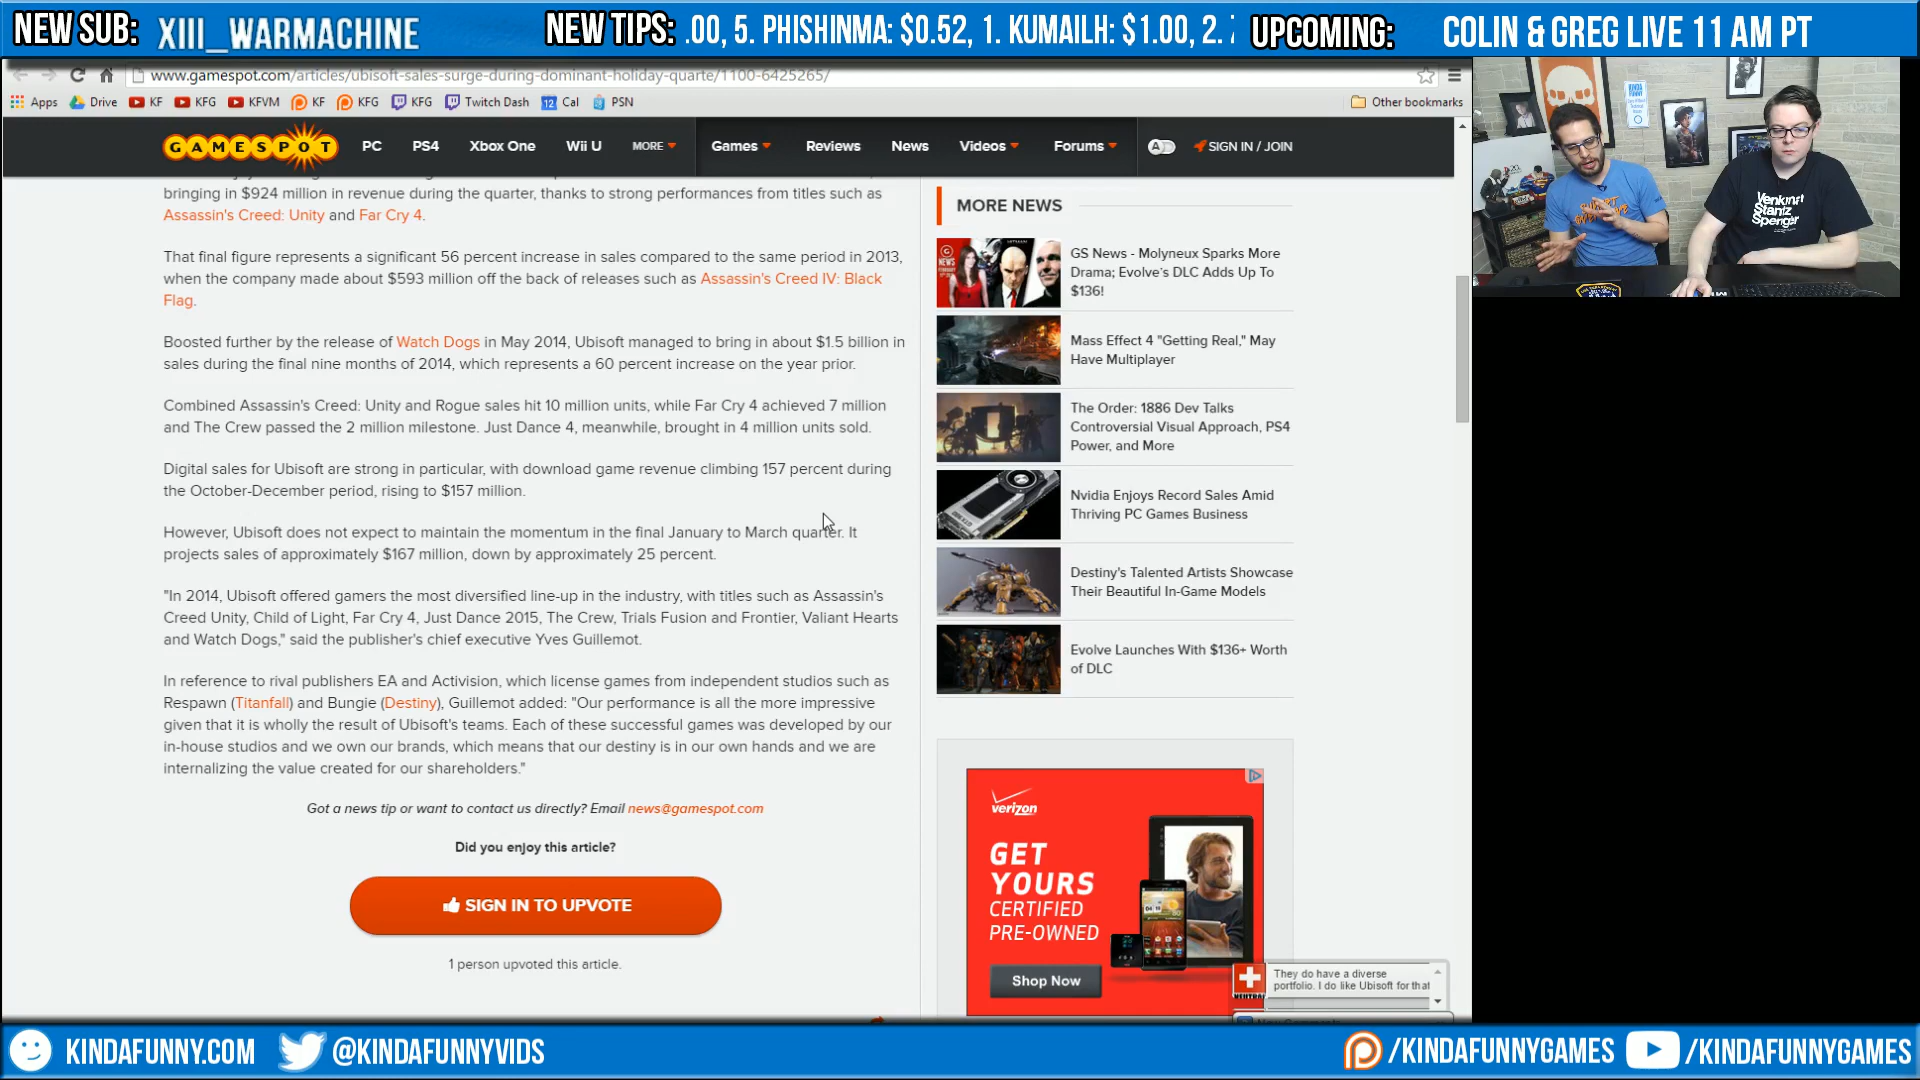 NEW SUB: XIII_WARMACHINE
NEW TIPS: .00, 5. PHISHINMA: $0.52, 1. KUMAILH: $1.00, 2.
UPCOMING: COLIN & GREG LIVE 11 AM PT
www.gamespot.com/articles/ubisoft-sales-surge-during-dominant-holiday-quarte/1100-6425265/
Apps Drive KF KFG KFVM KF KFG KFG Twitch Dash 12 Cal PSN Other bookmarks
GAMESPOT PC PS4 Xbox One Wii U MORE Games Reviews News Videos Forums A SIGN IN / JOIN
bringing in $924 million in revenue during the quarter, thanks to strong performances from titles such as
Assassin's Creed: Unity and Far Cry 4.
That final figure represents a significant 56 percent increase in sales compared to the same period in 2013,
when the company made about $593 million off the back of releases such as Assassin's Creed IV: Black
Flag.
Boosted further by the release of Watch Dogs in May 2014, Ubisoft managed to bring in about $1.5 billion in
sales during the final nine months of 2014, which represents a 60 percent increase on the year prior.
Combined Assassin's Creed: Unity and Rogue sales hit 10 million units, while Far Cry 4 achieved 7 million
and The Crew passed the 2 million milestone. Just Dance 4, meanwhile, brought in 4 million units sold.
Digital sales for Ubisoft are strong in particular, with download game revenue climbing 157 percent during
the October-December period, rising to $157 million.
However, Ubisoft does not expect to maintain the momentum in the final January to March quarter. It
projects sales of approximately $167 million, down by approximately 25 percent.
"In 2014, Ubisoft offered gamers the most diversified line-up in the industry, with titles such as Assassin's
Creed Unity, Child of Light, Far Cry 4, Just Dance 2015, The Crew, Trials Fusion and Frontier, Valiant Hearts
and Watch Dogs," said the publisher's chief executive Yves Guillemot.
In reference to rival publishers EA and Activision, which license games from independent studios such as
Respawn (Titanfall) and Bungie (Destiny), Guillemot added: "Our performance is all the more impressive
given that it is wholly the result of Ubisoft's teams. Each of these successful games was developed by our
in-house studios and we own our brands, which means that our destiny is in our own hands and we are
internalizing the value created for our shareholders."
Got a news tip or want to contact us directly? Email news@gamespot.com
Did you enjoy this article?
SIGN IN TO UPVOTE
1 person upvoted this article.
MORE NEWS
GS News - Molyneux Sparks More
Drama; Evolve's DLC Adds Up To
$136!
Mass Effect 4 "Getting Real," May
Have Multiplayer
The Order: 1886 Dev Talks
Controversial Visual Approach, PS4
Power, and More
Nvidia Enjoys Record Sales Amid
Thriving PC Games Business
Destiny's Talented Artists Showcase
Their Beautiful In-Game Models
Evolve Launches With $136+ Worth
of DLC
verizon
GET
YOURS
CERTIFIED
PRE-OWNED
Shop Now
They do have a diverse
portfolio. I do like Ubisoft for that
Venkman
Stantz
Spengler
KINDAFUNNY.COM
@KINDAFUNNYVIDS
/KINDAFUNNYGAMES
/KINDAFUNNYGAMES